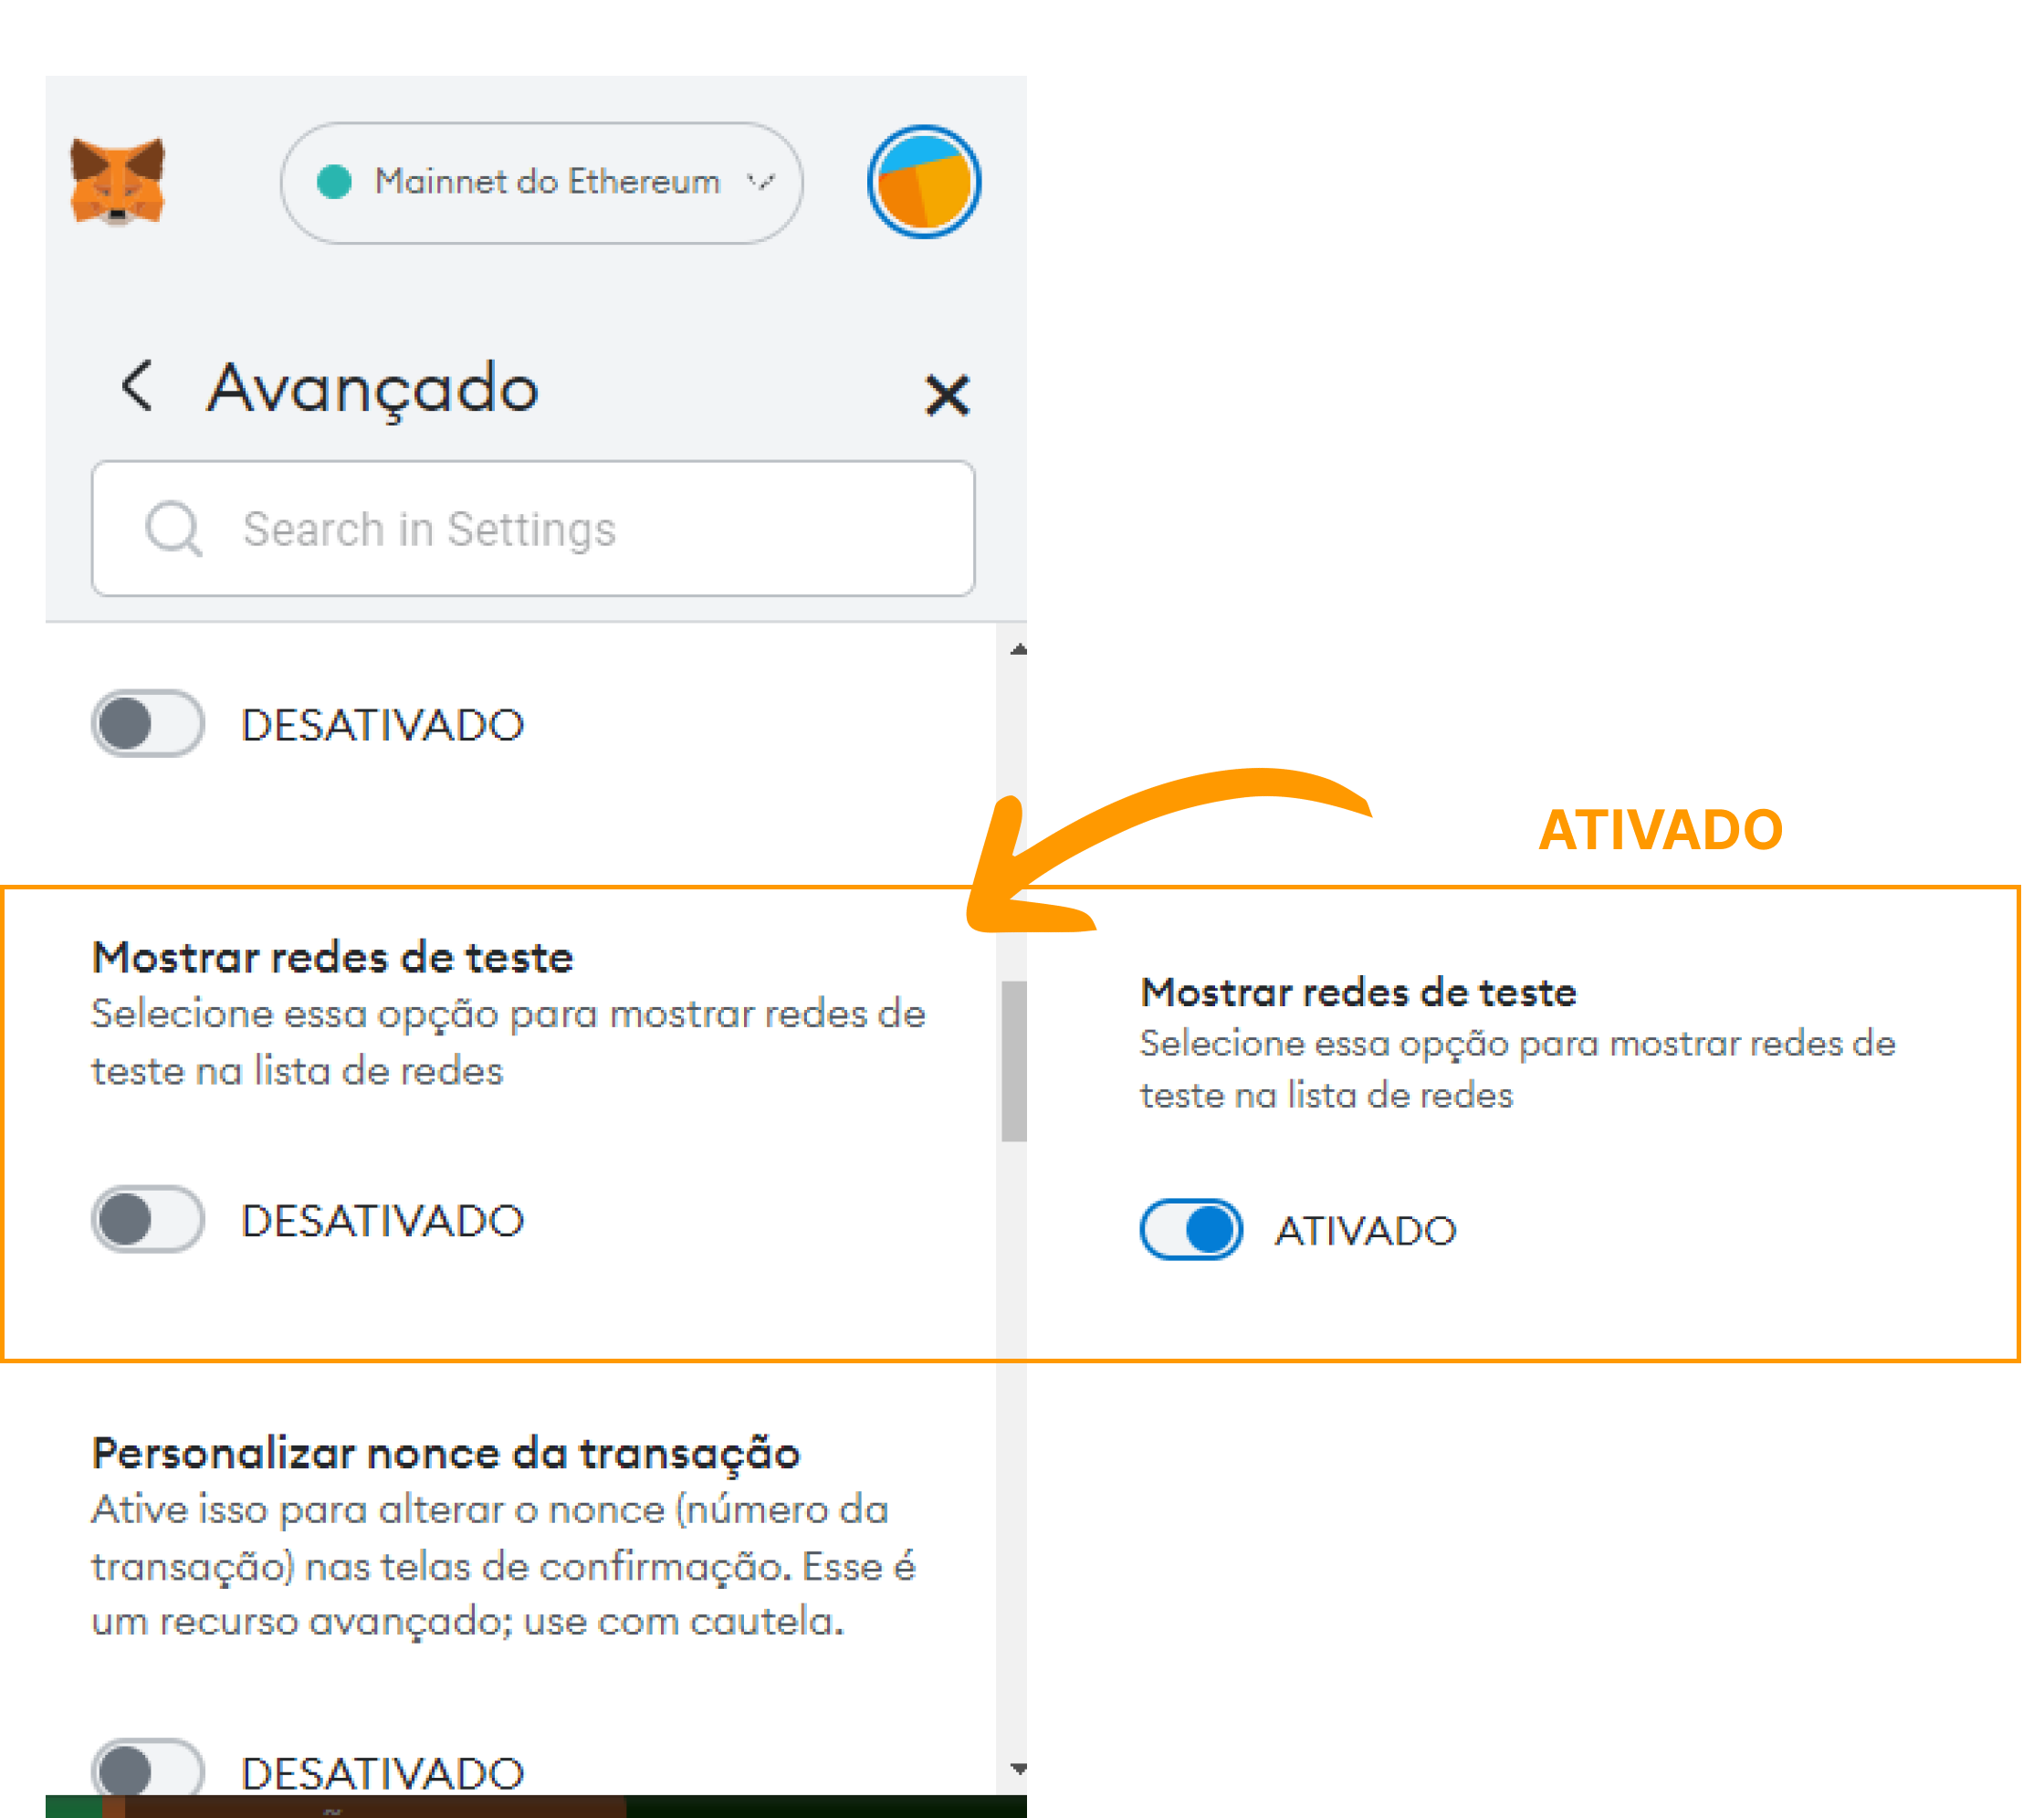 Mainnet do Ethereum
Avançado
Search in Settings
DESATIVADO
ATIVADO
Mostrar redes de teste
Selecione essa opção para mostrar redes de
teste na lista de redes
DESATIVADO
Mostrar redes de teste
Selecione essa opção para mostrar redes de
teste na lista de redes
ATIVADO
Personalizar nonce da transação
Ative isso para alterar o nonce (número da
transação) nas telas de confirmação. Esse é
um recurso avançado; use com cautela.
DESATIVADO